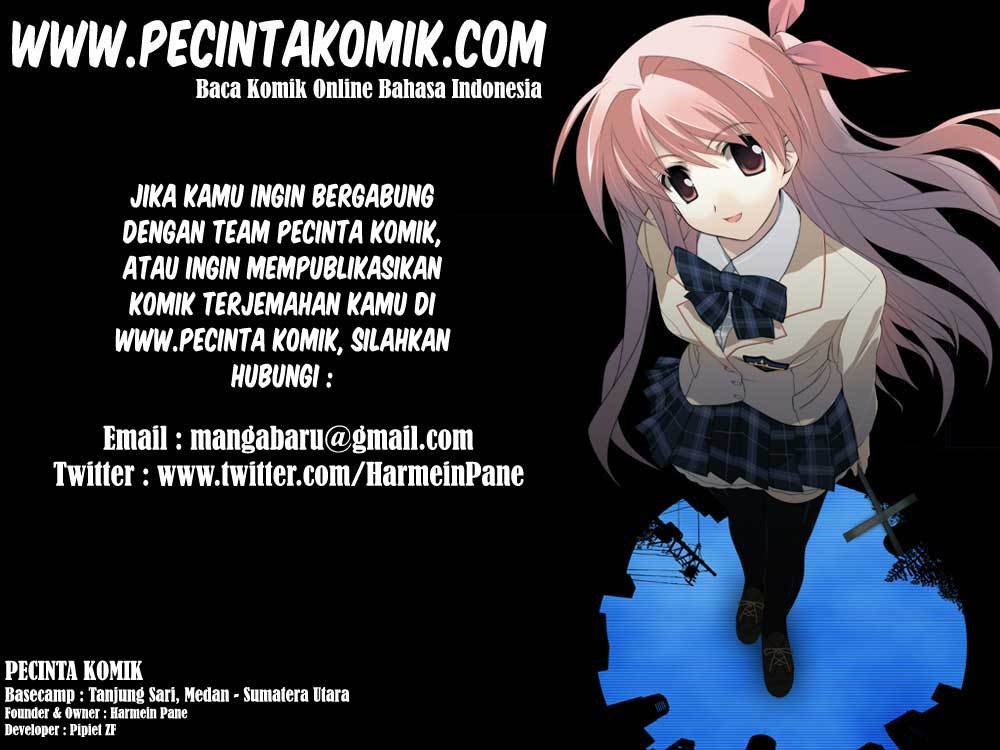 WWW.PECINTAKOMIK.COM
Baca Komik Online Bahasa Indonesia
JIKA KAMU INGIN BERGABUNG
DENGAN TEAM PECINTA KOMIK,
ATAU INGIN MEMPUBLIKASIKAN
KOMIK TERJEMAHAN KAMU DI
WWW.PECINTA KOMIK, SILAHKAN
HUBUNGI :
Email : mangabaru@gmail.com
Twitter : www.twitter.com/HarmeinPane
PECINTA KOMIK
Basecamp : Tanjung Sari, Medan - Sumatera Utara
Founder & Owner : Harmein Pane
Developer : Pipiet ZF